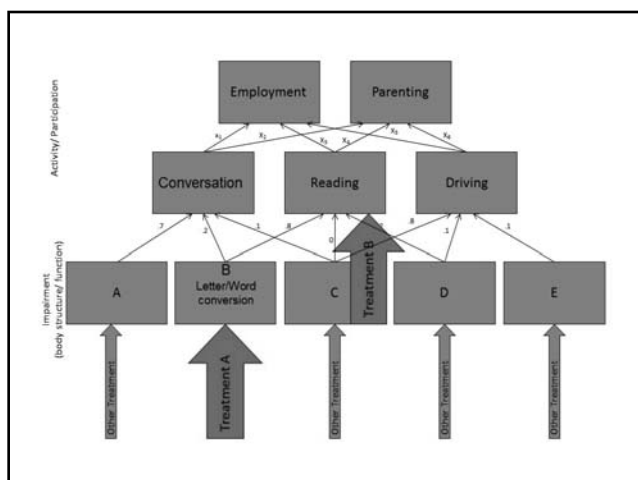 Activity/ Participation
Employment
Parenting
x₁
x₂
x₃
x₄
x₅
x₆
Conversation
Reading
Driving
.7
.2
.1
.8
0
.8
.1
.1
Impairment
(body structure/ function)
A
B
Letter/Word
conversion
C
D
E
Treatment B
Other Treatment
Treatment A
Other Treatment
Other Treatment
Other Treatment